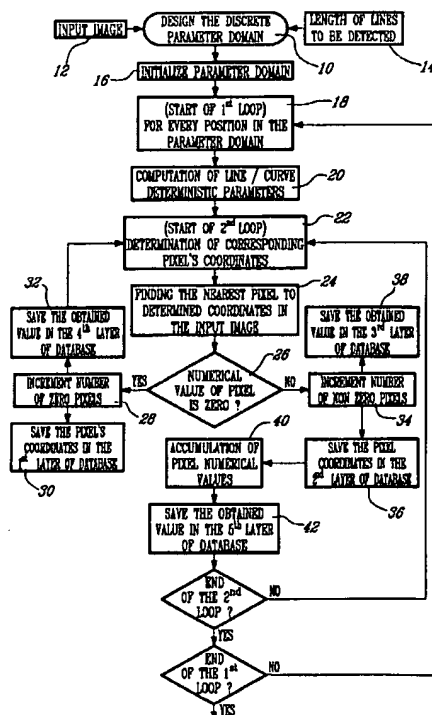 INPUT IMAGE
12
DESIGN THE DISCRETE
PARAMETER DOMAIN
10
LENGTH OF LINES
TO BE DETECTED
14
16
INITIALIZE PARAMETER DOMAIN
18
(START OF 1st LOOP)
FOR EVERY POSITION IN THE
PARAMETER DOMAIN
COMPUTATION OF LINE / CURVE
DETERMINISTIC PARAMETERS
20
22
(START OF 2nd LOOP)
DETERMINATION OF CORRESPONDING
PIXEL'S COORDINATES
24
FINDING THE NEAREST PIXEL TO
DETERMINED COORDINATES IN
THE INPUT IMAGE
32
SAVE THE OBTAINED
VALUE IN THE 4th
LAYER OF DATABASE
38
SAVE THE OBTAINED
VALUE IN THE 3rd
LAYER OF DATABASE
26
NUMERICAL
VALUE OF PIXEL
IS ZERO ?
YES
NO
INCREMENT NUMBER
OF ZERO PIXELS
28
INCREMENT NUMBER
OF NON ZERO PIXELS
34
SAVE THE PIXEL'S
COORDINATES IN THE
1st LAYER OF DATABASE
30
40
ACCUMULATION OF
PIXEL NUMERICAL
VALUES
SAVE THE PIXEL
COORDINATES IN THE
2nd LAYER OF DATABASE
36
SAVE THE OBTAINED
VALUE IN THE 5th
LAYER OF DATABASE
42
END
OF THE 2nd
LOOP ?
NO
YES
END
OF THE 1st
LOOP ?
NO
YES